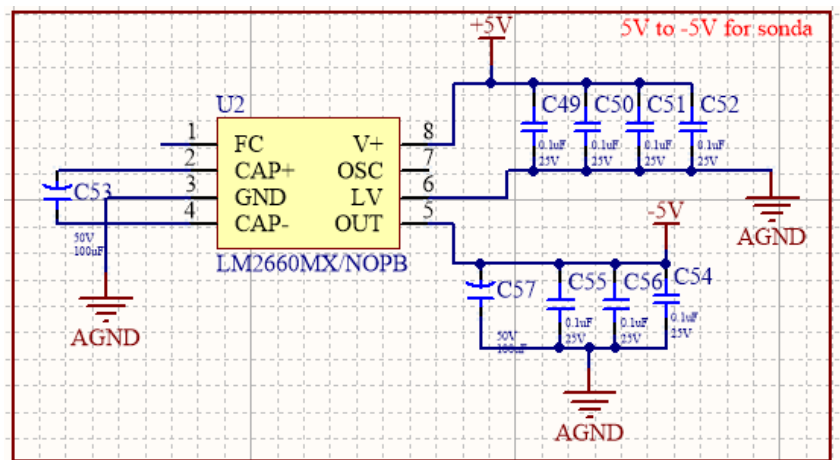 +5V
5V to -5V for sonda
U2
C49
C50
C51
C52
0.1uF
25V
0.1uF
25V
0.1uF
25V
0.1uF
25V
1
FC
V+
8
2
CAP+
OSC
7
3
GND
LV
6
4
CAP-
OUT
5
C53
50V
100uF
LM2660MX/NOPB
AGND
AGND
-5V
C57
C55
C56
C54
50V
100uF
0.1uF
25V
0.1uF
25V
0.1uF
25V
AGND